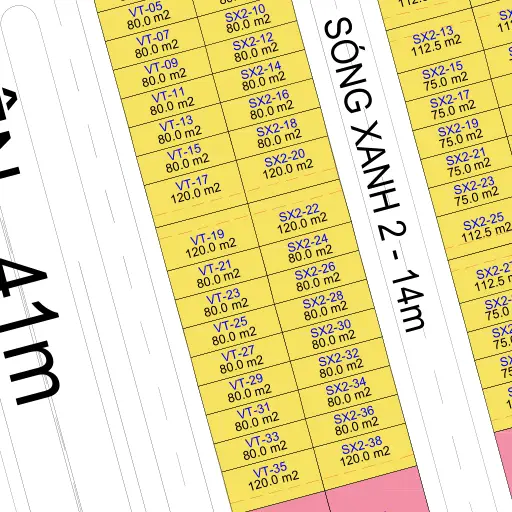 VT-05
80.0 m2
VT-07
80.0 m2
VT-09
80.0 m2
VT-11
80.0 m2
VT-13
80.0 m2
VT-15
80.0 m2
VT-17
120.0 m2
VT-19
120.0 m2
VT-21
80.0 m2
VT-23
80.0 m2
VT-25
80.0 m2
VT-27
80.0 m2
VT-29
80.0 m2
VT-31
80.0 m2
VT-33
80.0 m2
VT-35
120.0 m2
SX2-10
80.0 m2
SX2-12
80.0 m2
SX2-14
80.0 m2
SX2-16
80.0 m2
SX2-18
80.0 m2
SX2-20
120.0 m2
SX2-22
120.0 m2
SX2-24
80.0 m2
SX2-26
80.0 m2
SX2-28
80.0 m2
SX2-30
80.0 m2
SX2-32
80.0 m2
SX2-34
80.0 m2
SX2-36
80.0 m2
SX2-38
120.0 m2
SÓNG XANH 2 - 14m
SX2-13
112.5 m2
SX2-15
75.0 m2
SX2-17
75.0 m2
SX2-19
75.0 m2
SX2-21
75.0 m2
SX2-23
75.0 m2
SX2-25
112.5 m2
112.5 m2
75.0
41m